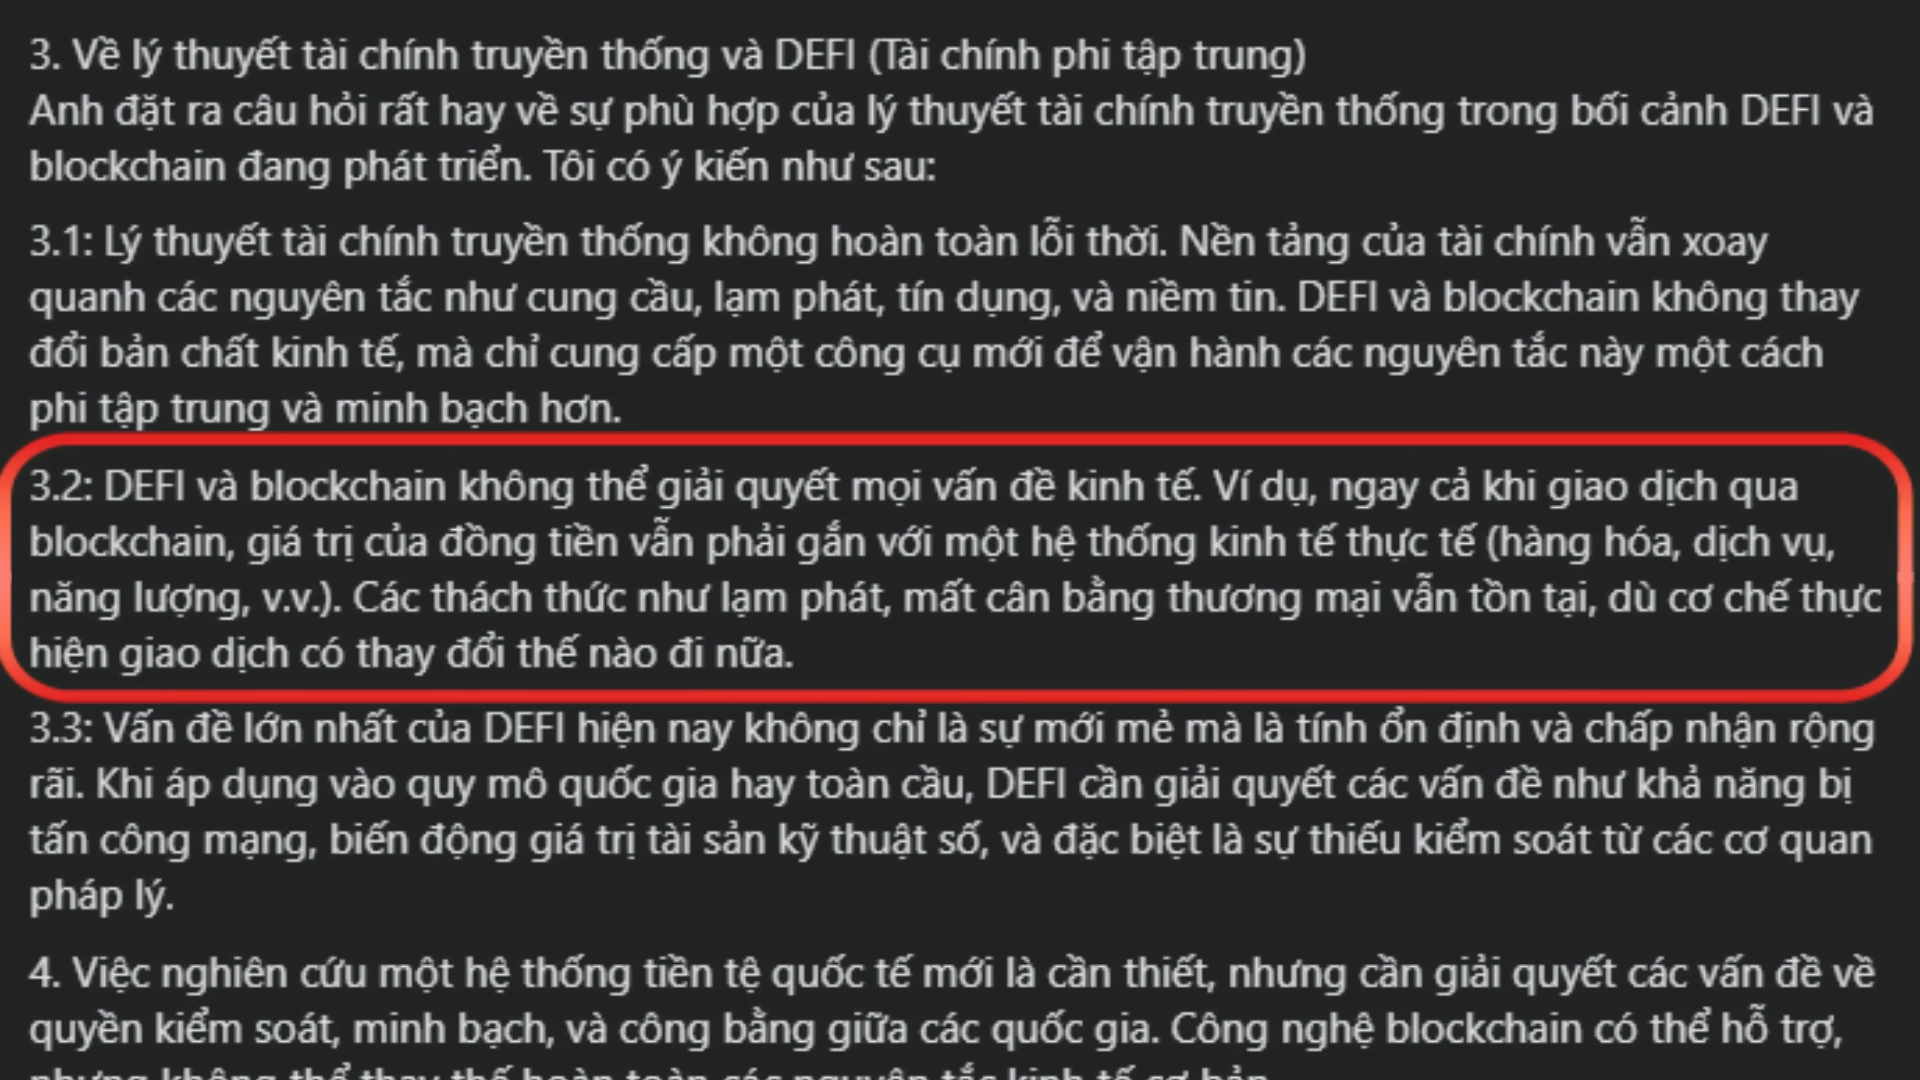 3. Về lý thuyết tài chính truyền thống và DEFI (Tài chính phi tập trung)
Anh đặt ra câu hỏi rất hay về sự phù hợp của lý thuyết tài chính truyền thống trong bối cảnh DEFI và
blockchain đang phát triển. Tôi có ý kiến như sau:
3.1: Lý thuyết tài chính truyền thống không hoàn toàn lỗi thời. Nền tảng của tài chính vẫn xoay
quanh các nguyên tắc như cung cầu, lạm phát, tín dụng, và niềm tin. DEFI và blockchain không thay
đổi bản chất kinh tế, mà chỉ cung cấp một công cụ mới để vận hành các nguyên tắc này một cách
phi tập trung và minh bạch hơn.
3.2: DEFI và blockchain không thể giải quyết mọi vấn đề kinh tế. Ví dụ, ngay cả khi giao dịch qua
blockchain, giá trị của đồng tiền vẫn phải gắn với một hệ thống kinh tế thực tế (hàng hóa, dịch vụ,
năng lượng, v.v.). Các thách thức như lạm phát, mất cân bằng thương mại vẫn tồn tại, dù cơ chế thực
hiện giao dịch có thay đổi thế nào đi nữa.
3.3: Vấn đề lớn nhất của DEFI hiện nay không chỉ là sự mới mẻ mà là tính ổn định và chấp nhận rộng
rãi. Khi áp dụng vào quy mô quốc gia hay toàn cầu, DEFI cần giải quyết các vấn đề như khả năng bị
tấn công mạng, biến động giá trị tài sản kỹ thuật số, và đặc biệt là sự thiếu kiểm soát từ các cơ quan
pháp lý.
4. Việc nghiên cứu một hệ thống tiền tệ quốc tế mới là cần thiết, nhưng cần giải quyết các vấn đề về
quyền kiểm soát, minh bạch, và công bằng giữa các quốc gia. Công nghệ blockchain có thể hỗ trợ,
nhưng không thể thay thế hoàn toàn các nguyên tắc kinh tế cơ bản.